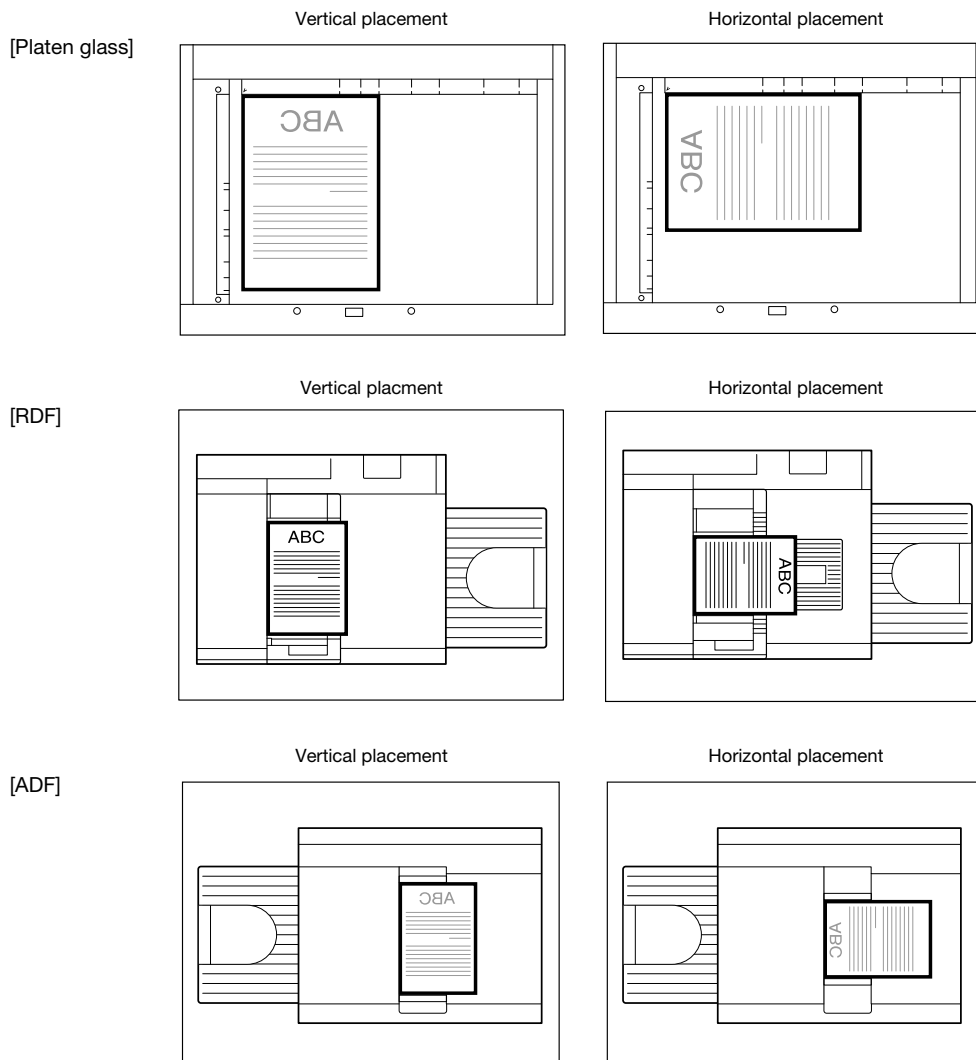 Vertical placement
Horizontal placement
[Platen glass]
ABC
ABC
Vertical placment
Horizontal placement
[RDF]
ABC
ABC
Vertical placement
Horizontal placement
[ADF]
ABC
ABC